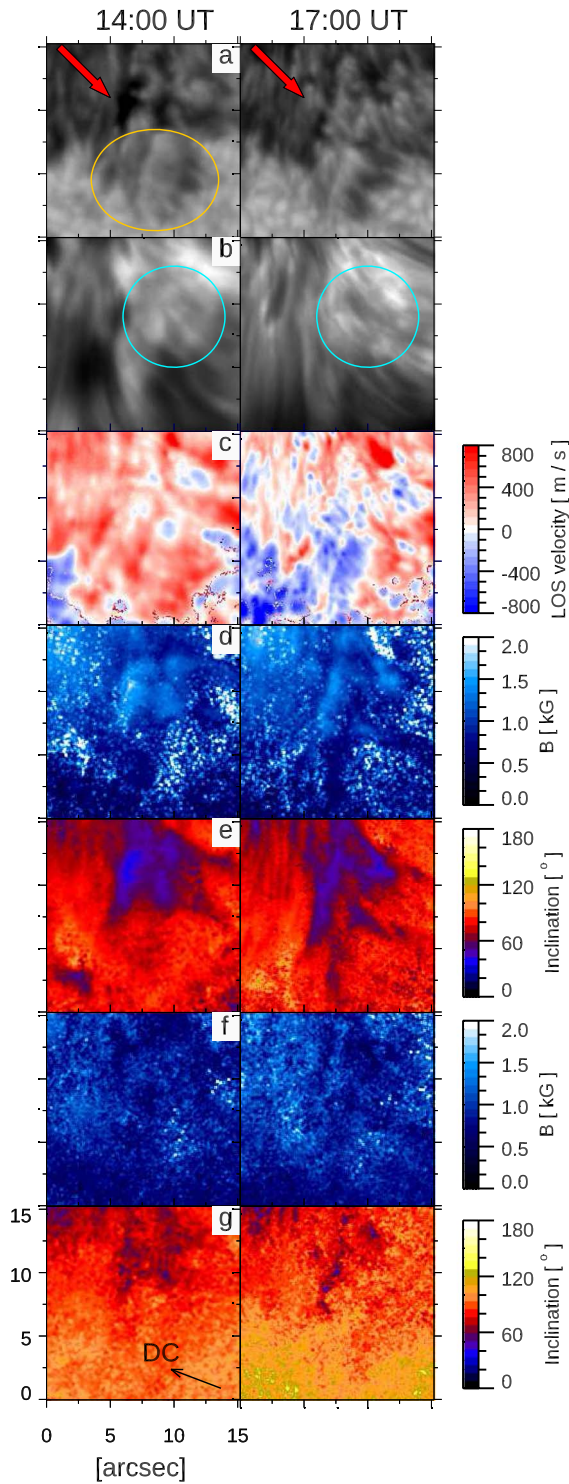 14:00 UT 17:00 UT
a
b
c
800
400
0
-400
-800
LOS velocity [ m / s ]
d
2.0
1.5
1.0
0.5
0.0
B [ kG ]
e
180
120
60
0
Inclination [ ° ]
f
2.0
1.5
1.0
0.5
0.0
B [ kG ]
g
15
10
5
0
DC
180
120
60
0
Inclination [ ° ]
0 5 10 15
[arcsec]